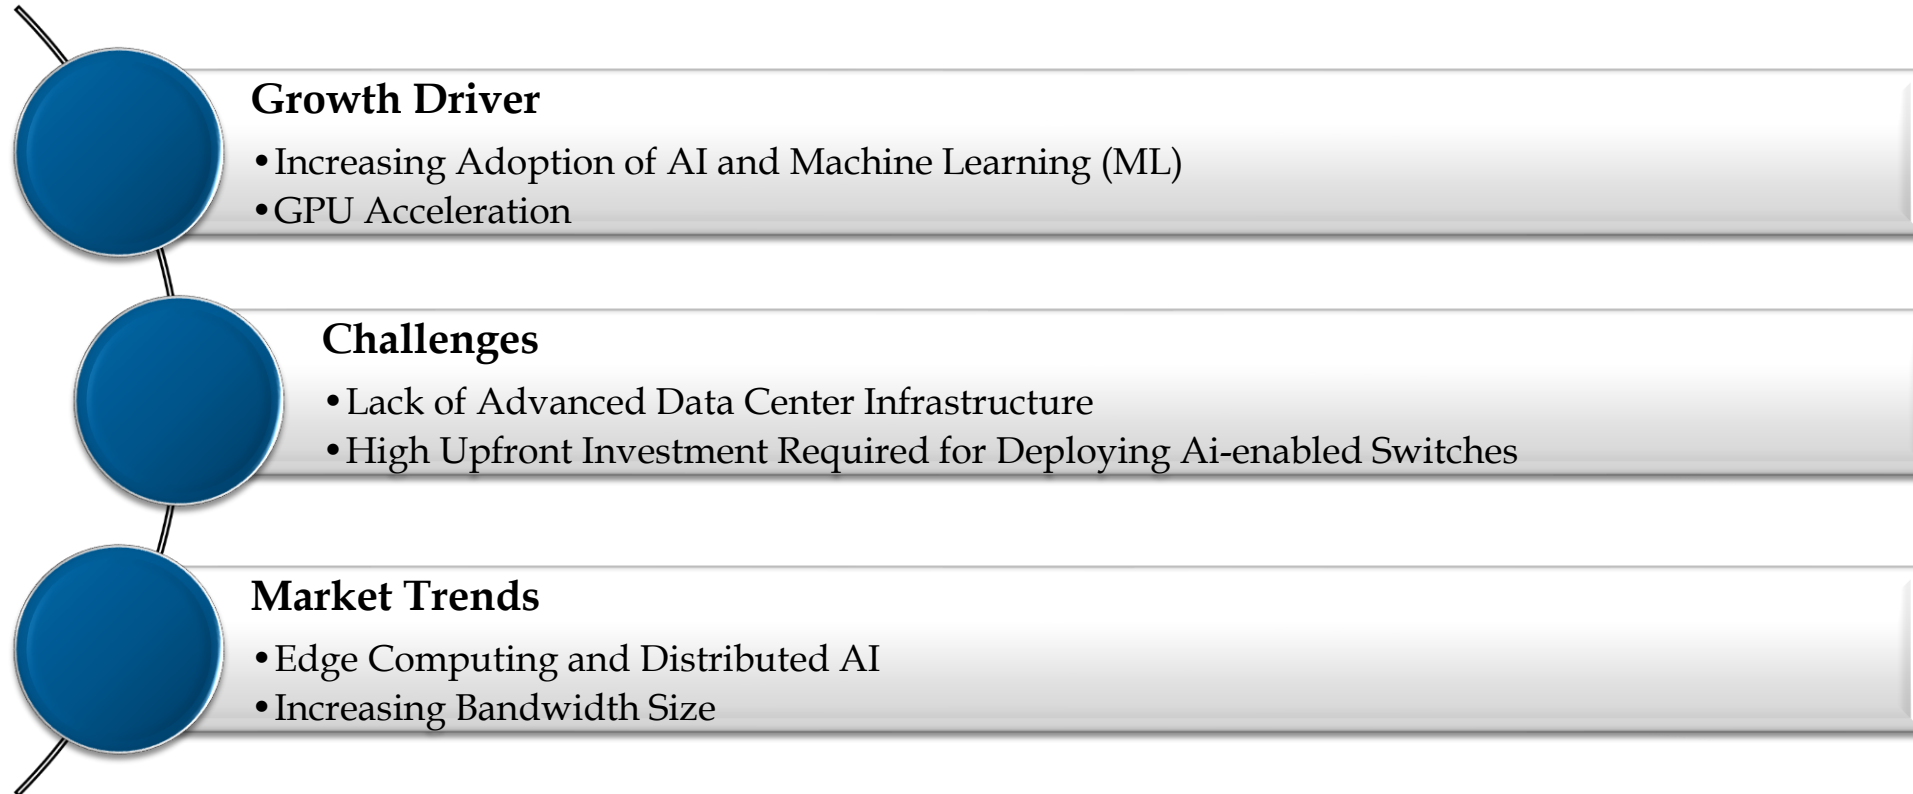 Growth Driver
•Increasing Adoption of AI and Machine Learning (ML)
•GPU Acceleration
Challenges
•Lack of Advanced Data Center Infrastructure
•High Upfront Investment Required for Deploying Ai-enabled Switches
Market Trends
•Edge Computing and Distributed AI
•Increasing Bandwidth Size